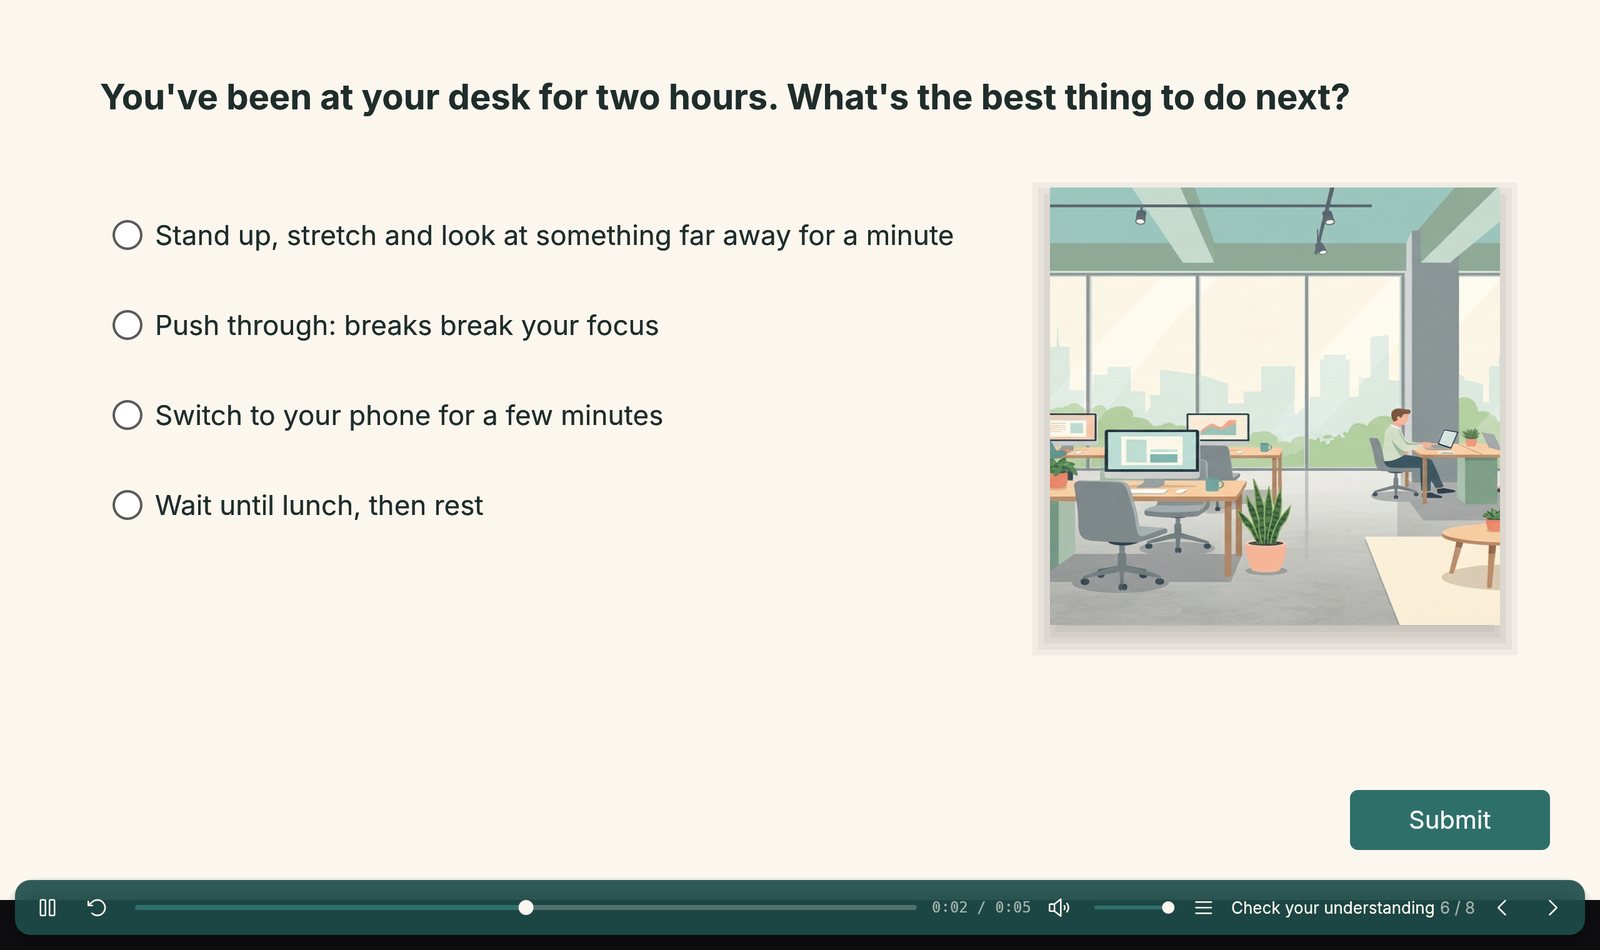 You've been at your desk for two hours. What's the best thing to do next?
Stand up, stretch and look at something far away for a minute
Push through: breaks break your focus
Switch to your phone for a few minutes
Wait until lunch, then rest
Submit
0:02 / 0:05
Check your understanding 6 / 8